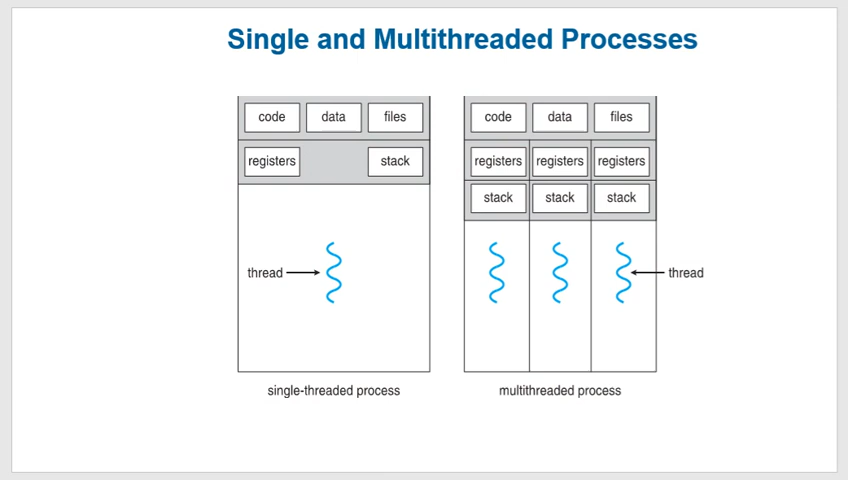 Single and Multithreaded Processes
code data files code data files
registers stack registers registers registers
stack stack stack
thread thread
single-threaded process multithreaded process